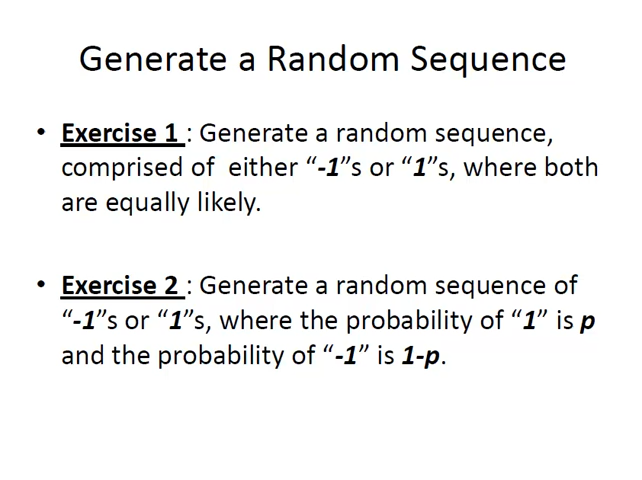 Generate a Random Sequence
• Exercise 1 : Generate a random sequence,
comprised of either “-1”s or “1”s, where both
are equally likely.
• Exercise 2 : Generate a random sequence of
“-1”s or “1”s, where the probability of “1” is p
and the probability of “-1” is 1-p.